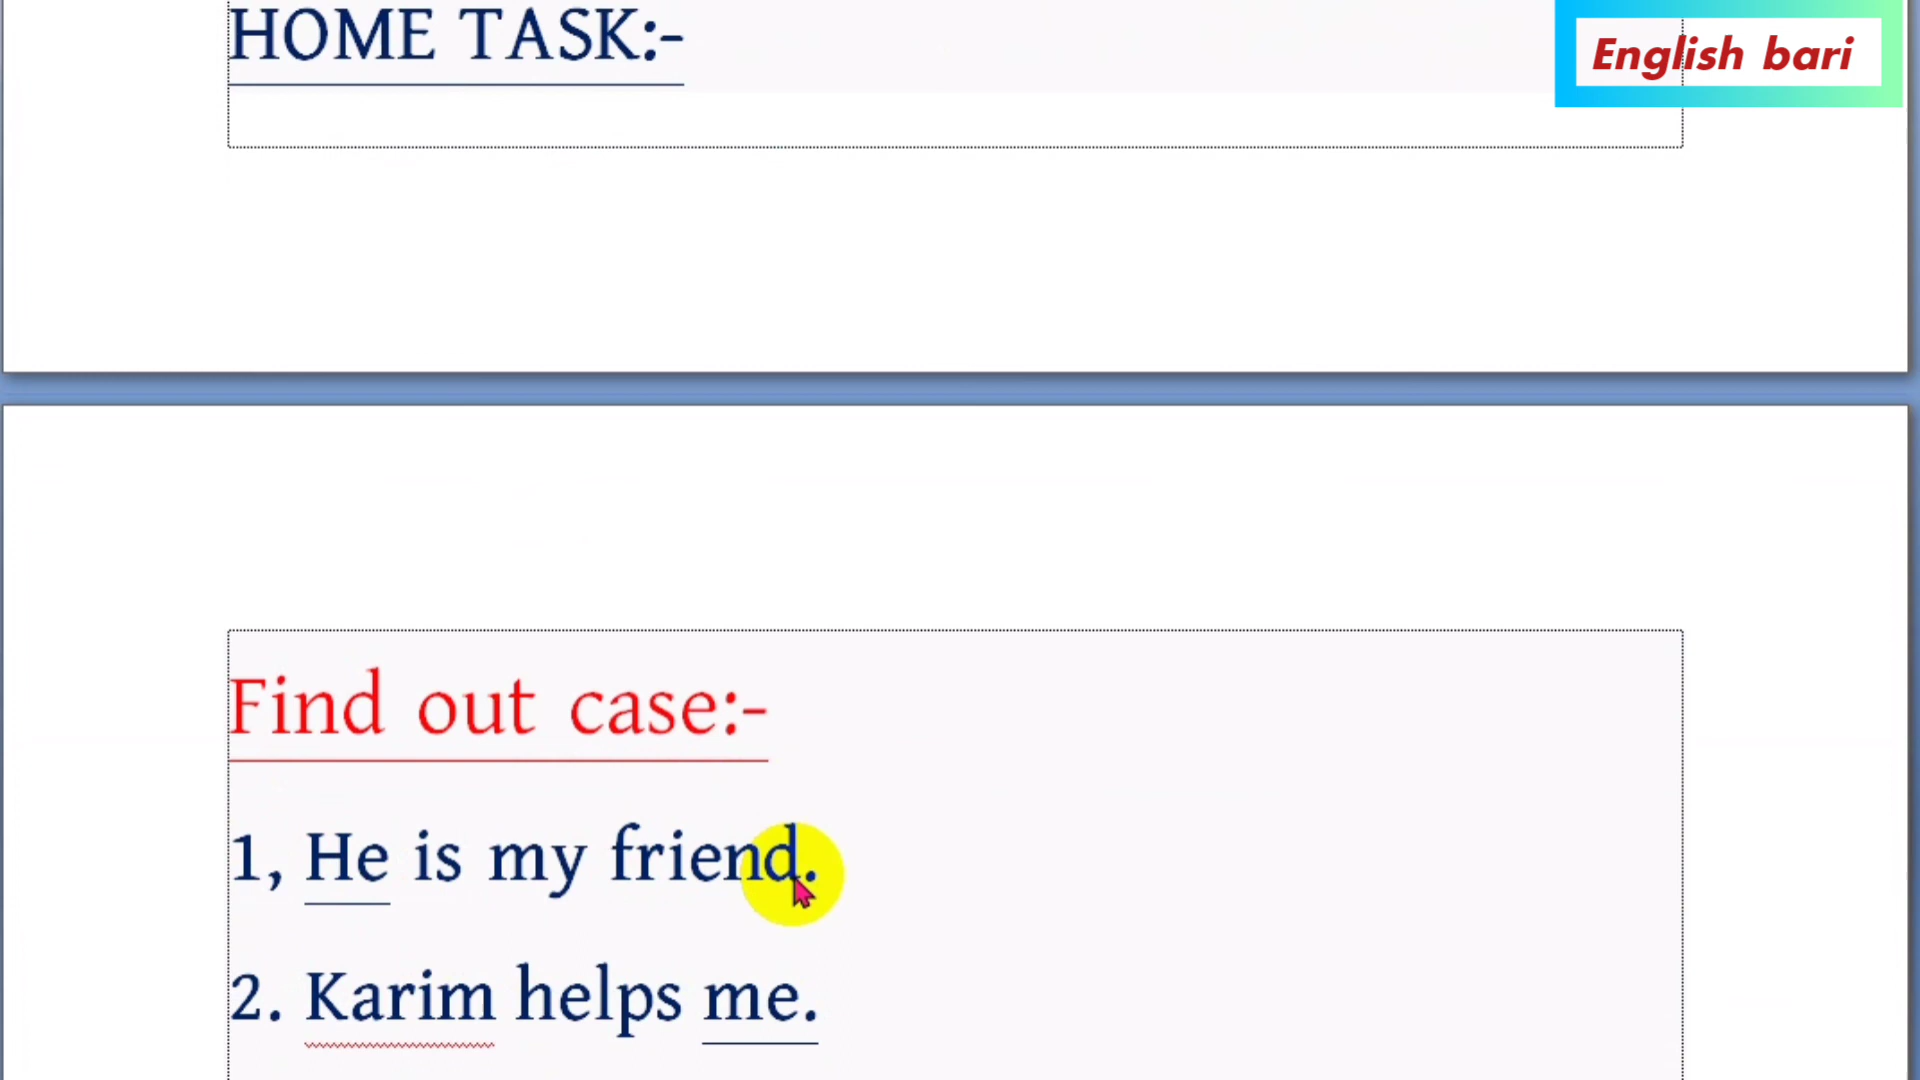 HOME TASK:-
English bari
Find out case:-
1, He is my friend.
2. Karim helps me.